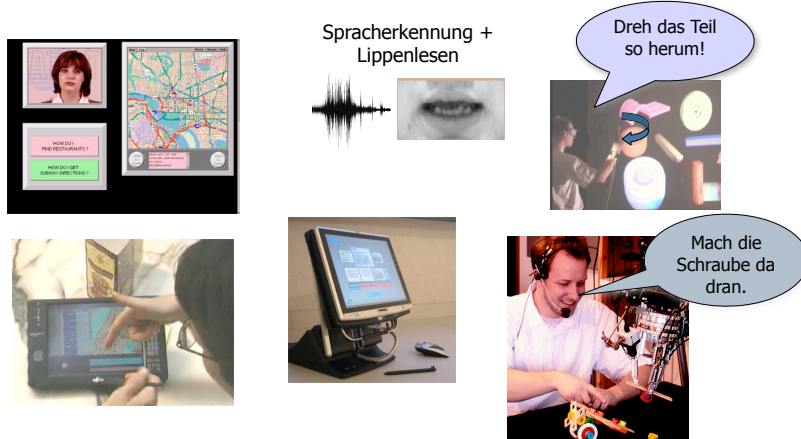 Spracherkennung +
Lippenlesen
Dreh das Teil
so herum!
HOW DO I
FIND RESTAURANTS ?
HOW DO I GET
SUBWAY DIRECTIONS ?
Mach die
Schraube da
dran.